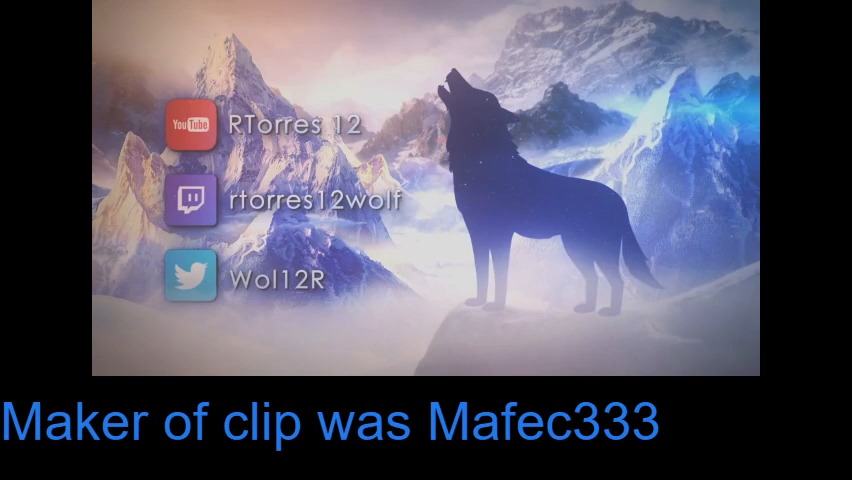 YouTube RTorres 12
rtorres12wolf
Wol12R
Maker of clip was Mafec333